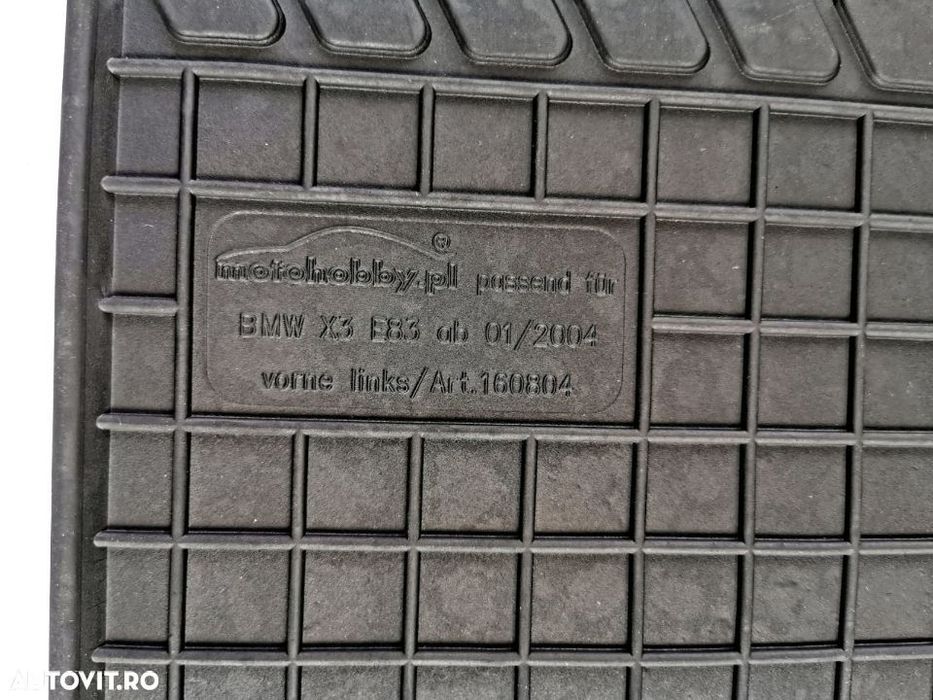 motohobby.pl ® passend für
BMW X3 E83 ab 01/2004
vorne links/Art.160804
AUTOVIT.RO